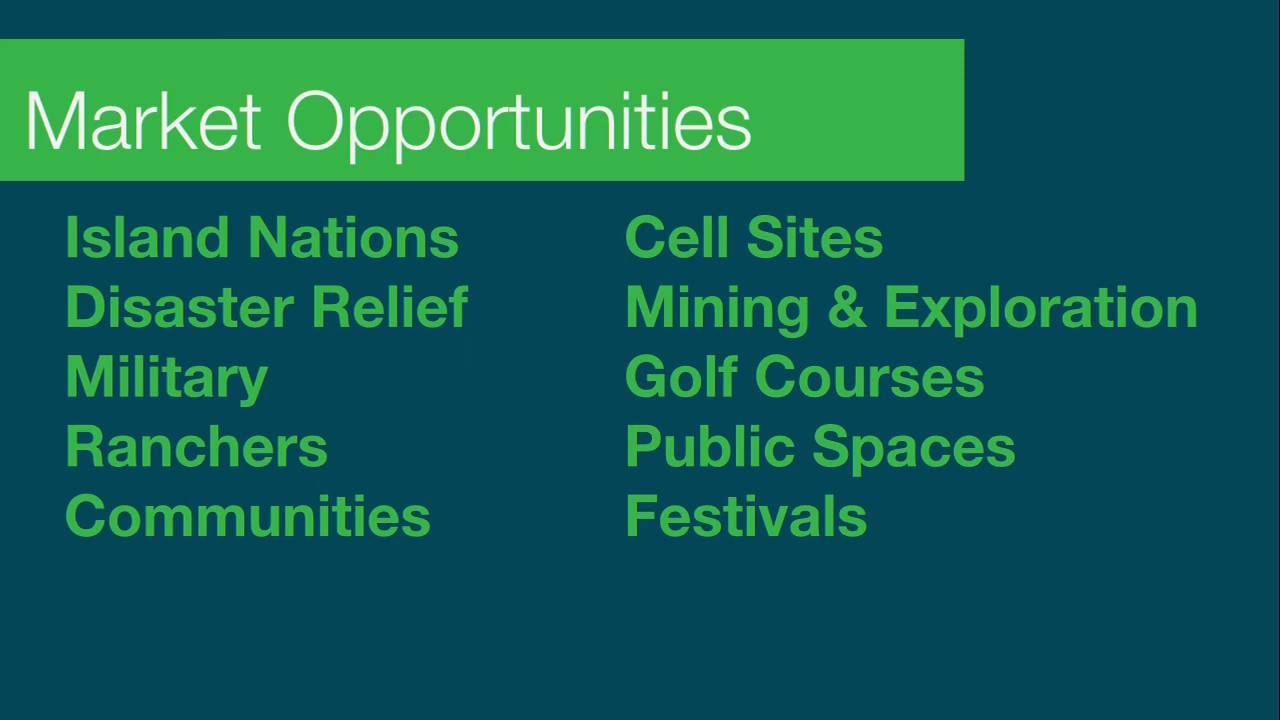 Market Opportunities
Island Nations
Disaster Relief
Military
Ranchers
Communities
Cell Sites
Mining & Exploration
Golf Courses
Public Spaces
Festivals